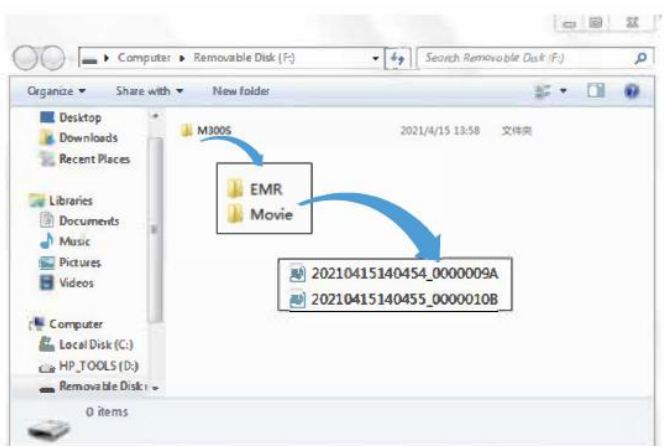 Computer ▸ Removable Disk (F:)
Search Removable Disk (F:)
Organize
Share with
New folder
Desktop
Downloads
Recent Places
Libraries
Documents
Music
Pictures
Videos
Computer
Local Disk (C:)
HP_TOOLS (D:)
Removable Disk
M300S 2021/4/15 13:58 文件夹
EMR
Movie
20210415140454_0000009A
20210415140455_0000010B
0 items